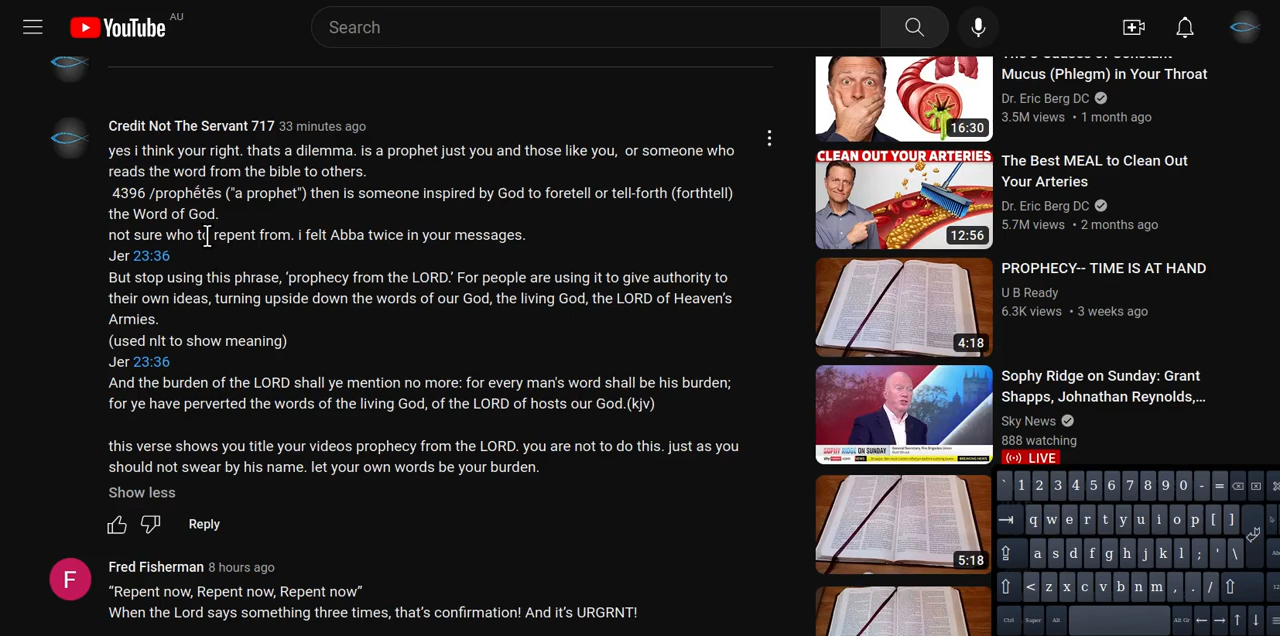 YouTube AU
Search
Credit Not The Servant 717 33 minutes ago
yes i think your right. thats a dilemma. is a prophet just you and those like you,  or someone who
reads the word from the bible to others.
4396 /prophḗtēs ("a prophet") then is someone inspired by God to foretell or tell-forth (forthtell)
the Word of God.
not sure who to repent from. i felt Abba twice in your messages.
Jer 23:36
But stop using this phrase, ‘prophecy from the LORD.’ For people are using it to give authority to
their own ideas, turning upside down the words of our God, the living God, the LORD of Heaven’s
Armies.
(used nlt to show meaning)
Jer 23:36
And the burden of the LORD shall ye mention no more: for every man's word shall be his burden;
for ye have perverted the words of the living God, of the LORD of hosts our God.(kjv)
this verse shows you title your videos prophecy from the LORD. you are not to do this. just as you
should not swear by his name. let your own words be your burden.
Show less
Reply
F
Fred Fisherman 8 hours ago
“Repent now, Repent now, Repent now”
When the Lord says something three times, that’s confirmation! And it’s URGRNT!
Mucus (Phlegm) in Your Throat
Dr. Eric Berg DC
3.5M views • 1 month ago
16:30
CLEAN OUT YOUR ARTERIES
12:56
The Best MEAL to Clean Out
Your Arteries
Dr. Eric Berg DC
5.7M views • 2 months ago
4:18
PROPHECY-- TIME IS AT HAND
U B Ready
6.3K views • 3 weeks ago
SOPHY RIDGE ON SUNDAY
Sophy Ridge on Sunday: Grant
Shapps, Johnathan Reynolds,...
Sky News
888 watching
LIVE
5:18
` 1 2 3 4 5 6 7 8 9 0 - =
q w e r t y u i o p [ ]
a s d f g h j k l ; ' \
< z x c v b n m , . /
Ctrl Super Alt Alt Gr